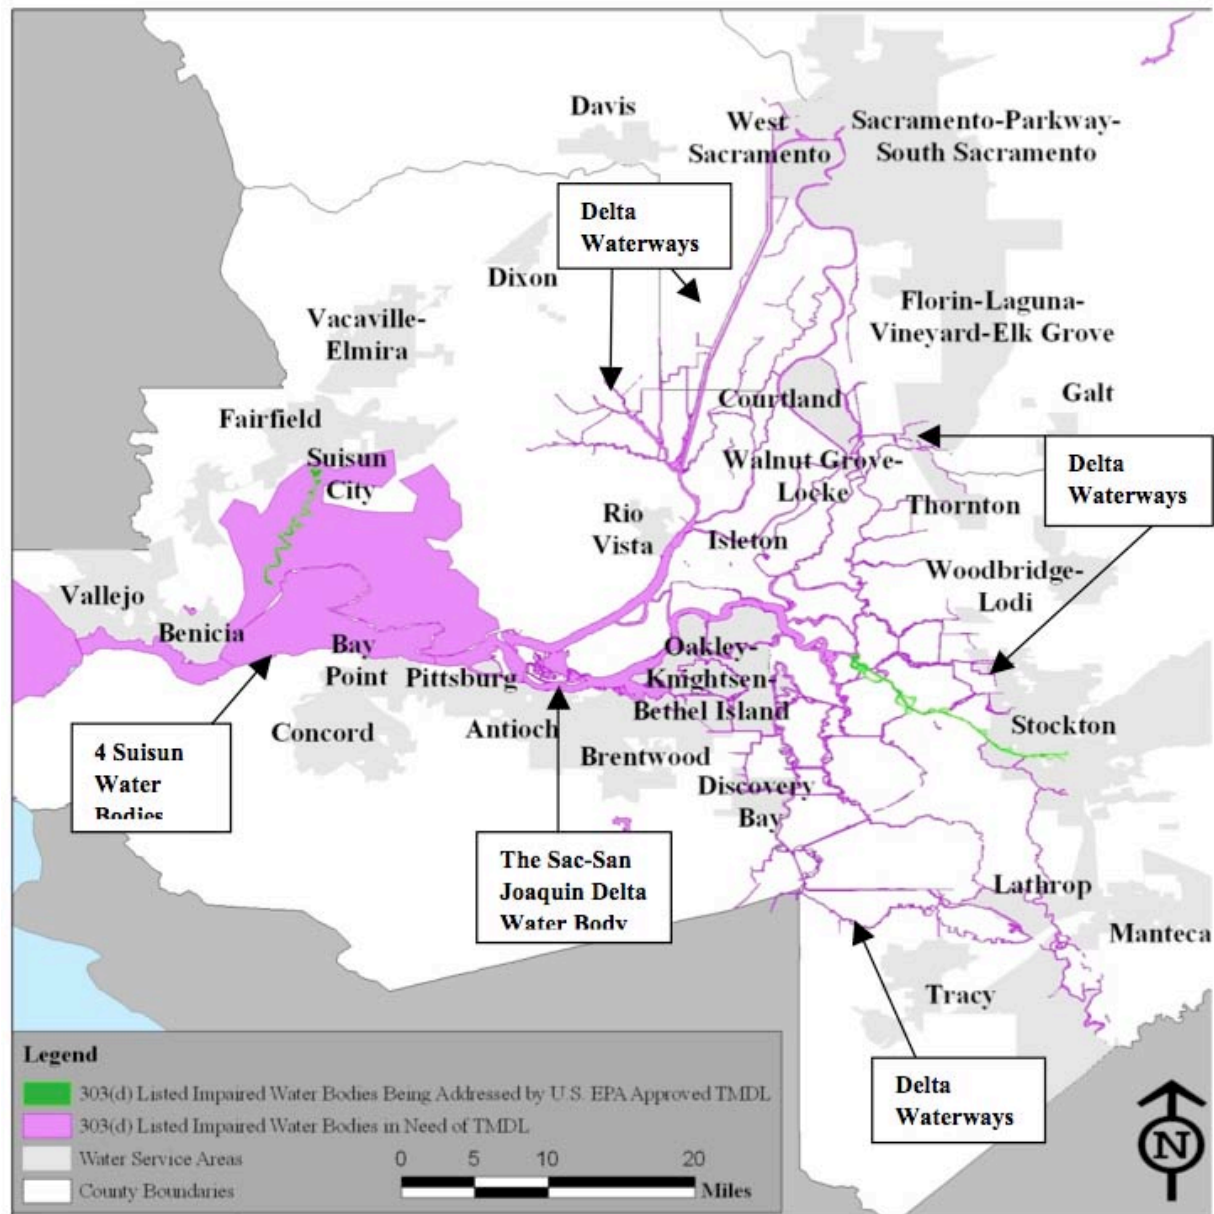 Davis
West
Sacramento
Sacramento-Parkway-
South Sacramento
Delta
Waterways
Dixon
Vacaville-
Elmira
Florin-Laguna-
Vineyard-Elk Grove
Courtland
Galt
Fairfield
Suisun
City
Walnut Grove-
Locke
Delta
Waterways
Thornton
Rio
Vista
Isleton
Woodbridge-
Lodi
Vallejo
Benicia
Bay
Point
Pittsburg
Oakley-
Knightsen-
Bethel Island
Antioch
Concord
Brentwood
Stockton
4 Suisun
Water
Bodies
Discovery
Bay
The Sac-San
Joaquin Delta
Water Body
Lathrop
Manteca
Tracy
Delta
Waterways
Legend
303(d) Listed Impaired Water Bodies Being Addressed by U.S. EPA Approved TMDL
303(d) Listed Impaired Water Bodies in Need of TMDL
Water Service Areas
County Boundaries
0 5 10 20
Miles
N